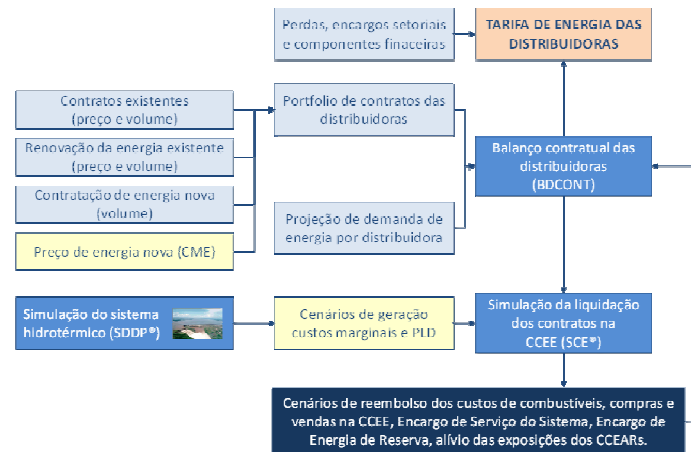 Perdas, encargos setoriais
e componentes finaceiras
TARIFA DE ENERGIA DAS
DISTRIBUIDORAS
Contratos existentes
(preço e volume)
Portfolio de contratos das
distribuidoras
Renovação da energia existente
(preço e volume)
Balanço contratual das
distribuidoras
(BDCONT)
Contratação de energia nova
(volume)
Projeção de demanda de
energia por distribuidora
Preço de energia nova (CME)
Simulação do sistema
hidrotérmico (SDDP®)
Cenários de geração
custos marginais e PLD
Simulação da liquidação
dos contratos na
CCEE (SCE®)
Cenários de reembolso dos custos de combustíveis, compras e
vendas na CCEE, Encargo de Serviço do Sistema, Encargo de
Energia de Reserva, alívio das exposições dos CCEARs.